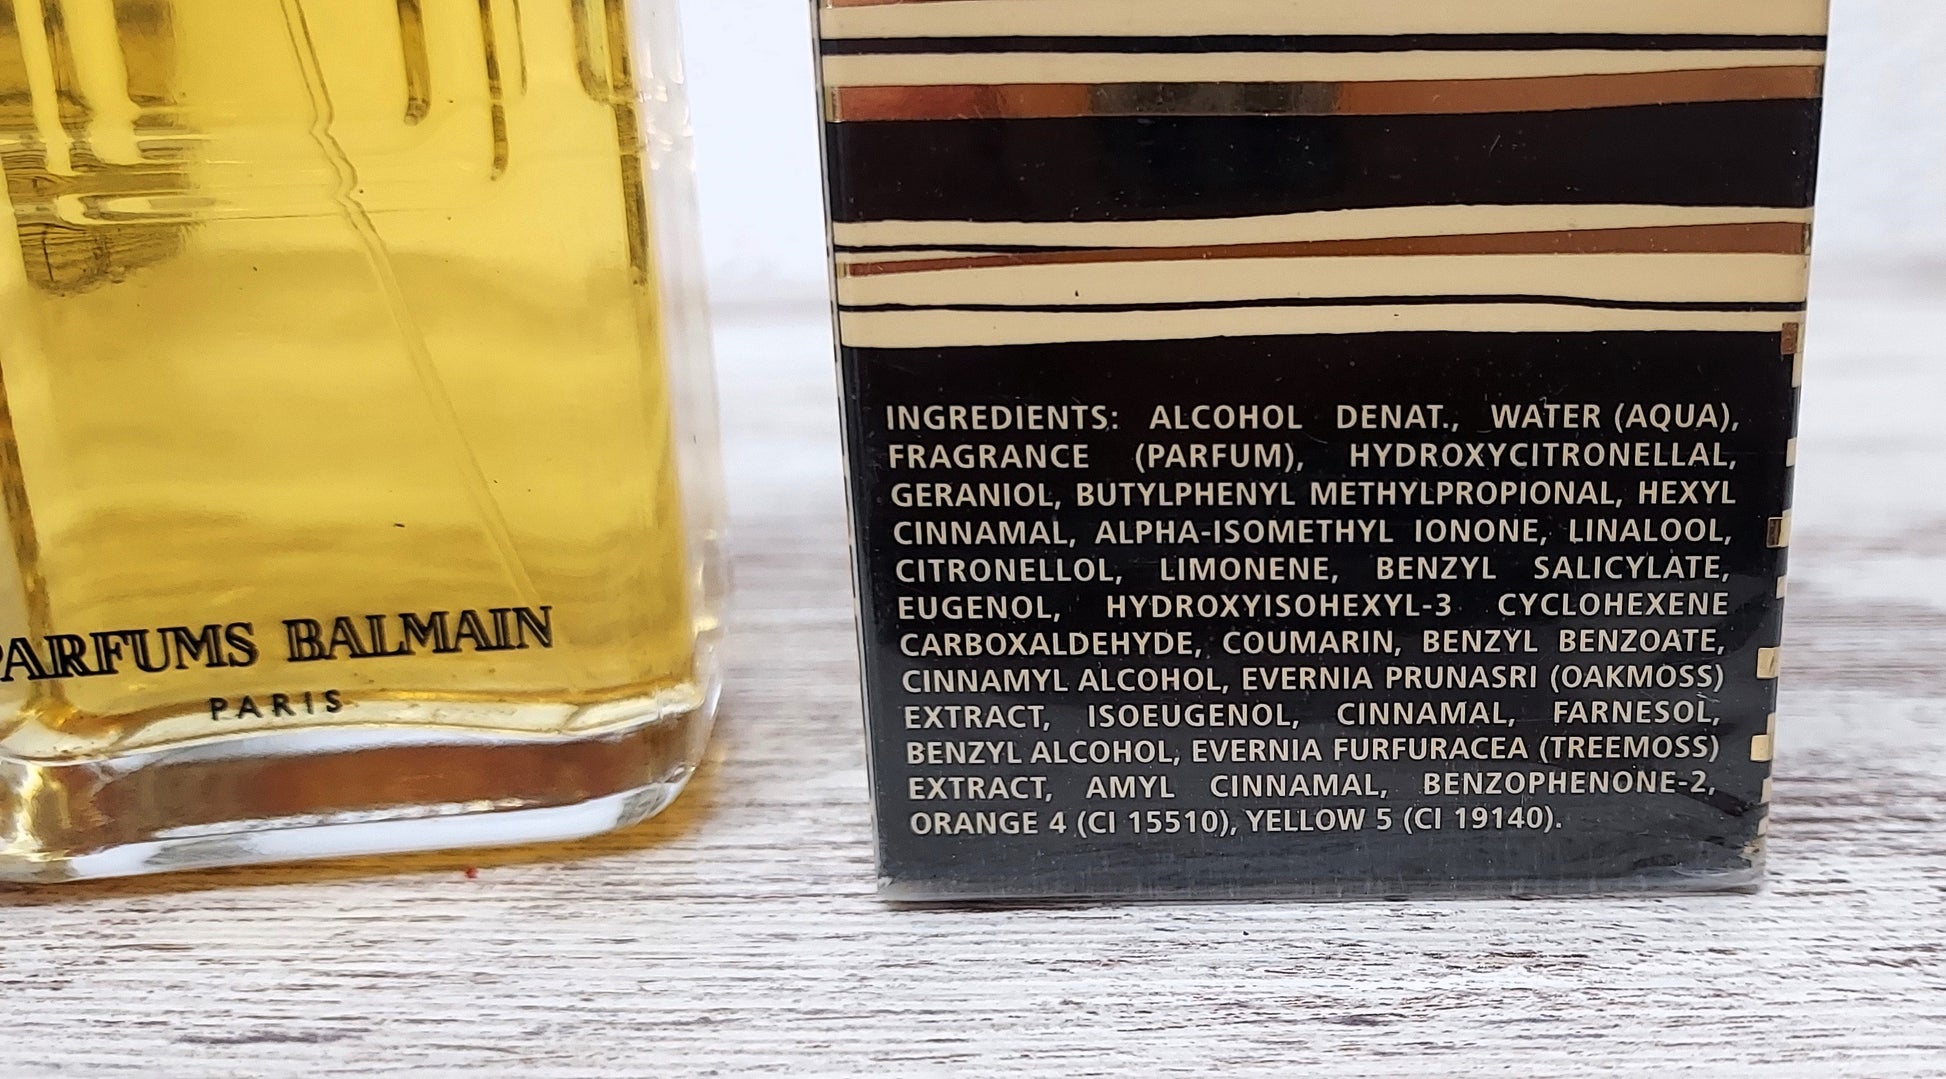 PARFUMS BALMAIN
PARIS
INGREDIENTS: ALCOHOL DENAT., WATER (AQUA),
FRAGRANCE (PARFUM), HYDROXYCITRONELLAL,
GERANIOL, BUTYLPHENYL METHYLPROPIONAL, HEXYL
CINNAMAL, ALPHA-ISOMETHYL IONONE, LINALOOL,
CITRONELLOL, LIMONENE, BENZYL SALICYLATE,
EUGENOL, HYDROXYISOHEXYL-3 CYCLOHEXENE
CARBOXALDEHYDE, COUMARIN, BENZYL BENZOATE,
CINNAMYL ALCOHOL, EVERNIA PRUNASRI (OAKMOSS)
EXTRACT, ISOEUGENOL, CINNAMAL, FARNESOL,
BENZYL ALCOHOL, EVERNIA FURFURACEA (TREEMOSS)
EXTRACT, AMYL CINNAMAL, BENZOPHENONE-2,
ORANGE 4 (CI 15510), YELLOW 5 (CI 19140).